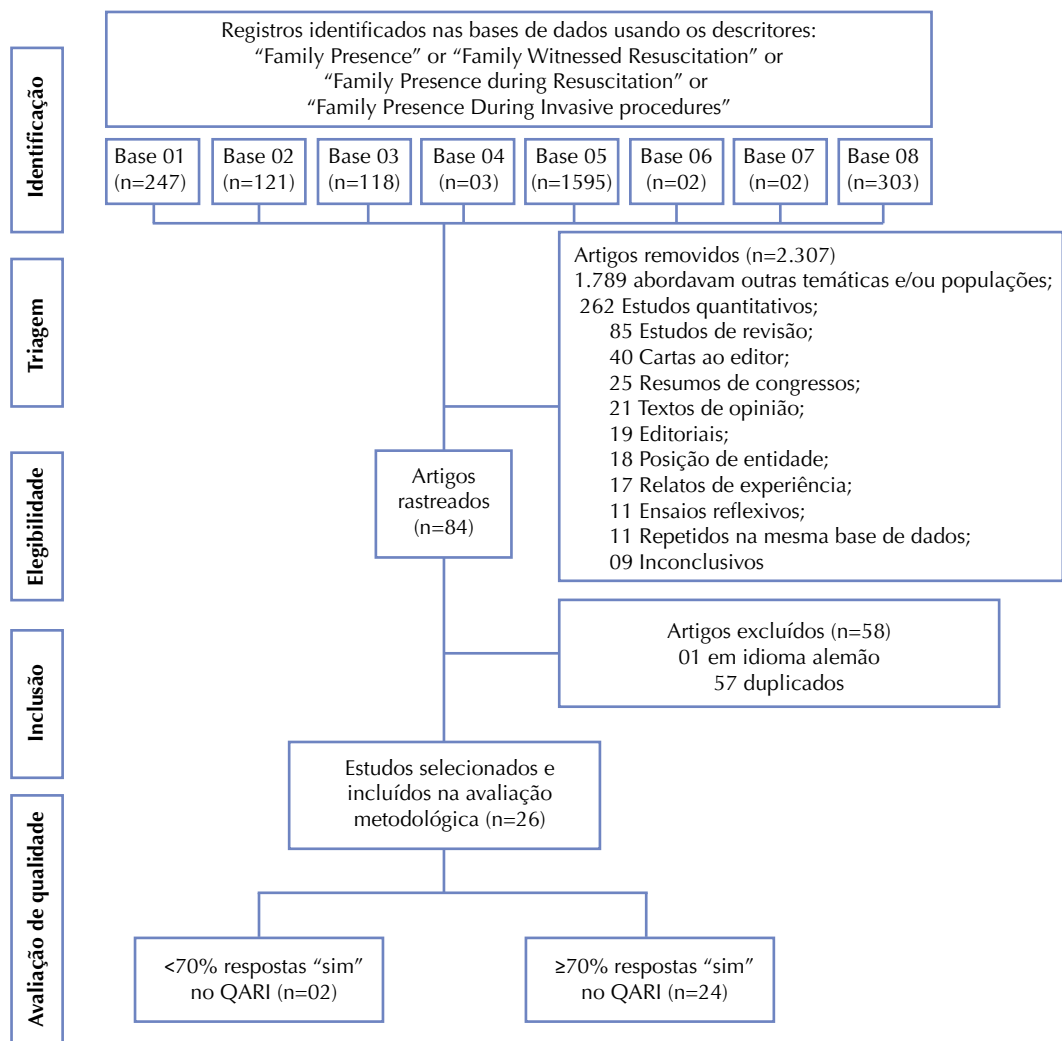 Identificação
Registros identificados nas bases de dados usando os descritores:
“Family Presence” or “Family Witnessed Resuscitation” or
“Family Presence during Resuscitation” or
“Family Presence During Invasive procedures”
Base 01
(n=247)
Base 02
(n=121)
Base 03
(n=118)
Base 04
(n=03)
Base 05
(n=1595)
Base 06
(n=02)
Base 07
(n=02)
Base 08
(n=303)
Triagem
Artigos removidos (n=2.307)
1.789 abordavam outras temáticas e/ou populações;
262 Estudos quantitativos;
85 Estudos de revisão;
40 Cartas ao editor;
25 Resumos de congressos;
21 Textos de opinião;
19 Editoriais;
18 Posição de entidade;
17 Relatos de experiência;
11 Ensaios reflexivos;
11 Repetidos na mesma base de dados;
09 Inconclusivos
Elegibilidade
Artigos
rastreados
(n=84)
Inclusão
Artigos excluídos (n=58)
01 em idioma alemão
57 duplicados
Estudos selecionados e
incluídos na avaliação
metodológica (n=26)
Avaliação de qualidade
<70% respostas “sim”
no QARI (n=02)
≥70% respostas “sim”
no QARI (n=24)